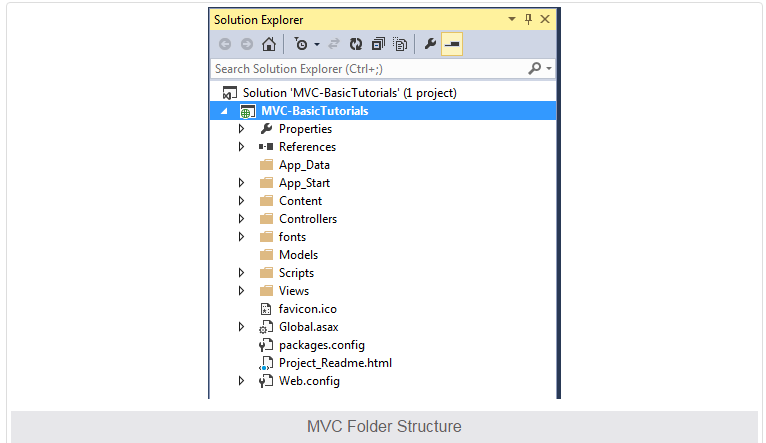 Solution Explorer
Search Solution Explorer (Ctrl+;)
Solution 'MVC-BasicTutorials' (1 project)
MVC-BasicTutorials
Properties
References
App_Data
App_Start
Content
Controllers
fonts
Models
Scripts
Views
favicon.ico
Global.asax
packages.config
Project_Readme.html
Web.config
MVC Folder Structure